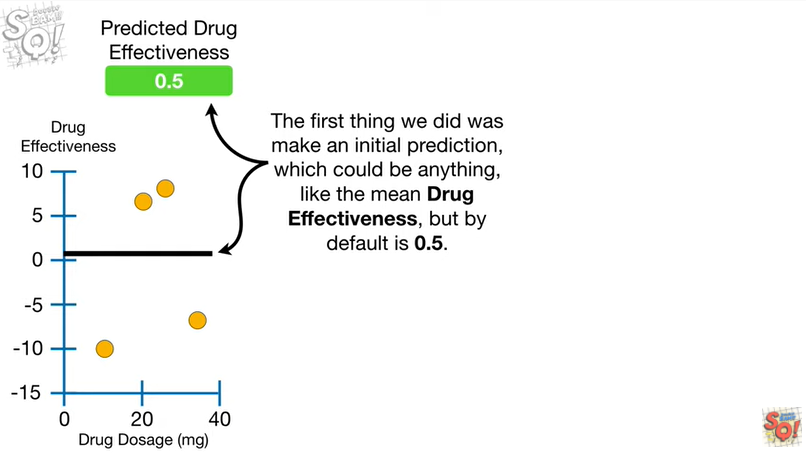 Predicted Drug
Effectiveness
0.5
The first thing we did was
make an initial prediction,
which could be anything,
like the mean Drug
Effectiveness, but by
default is 0.5.
Drug
Effectiveness
10
5
0
-5
-10
-15
0 20 40
Drug Dosage (mg)